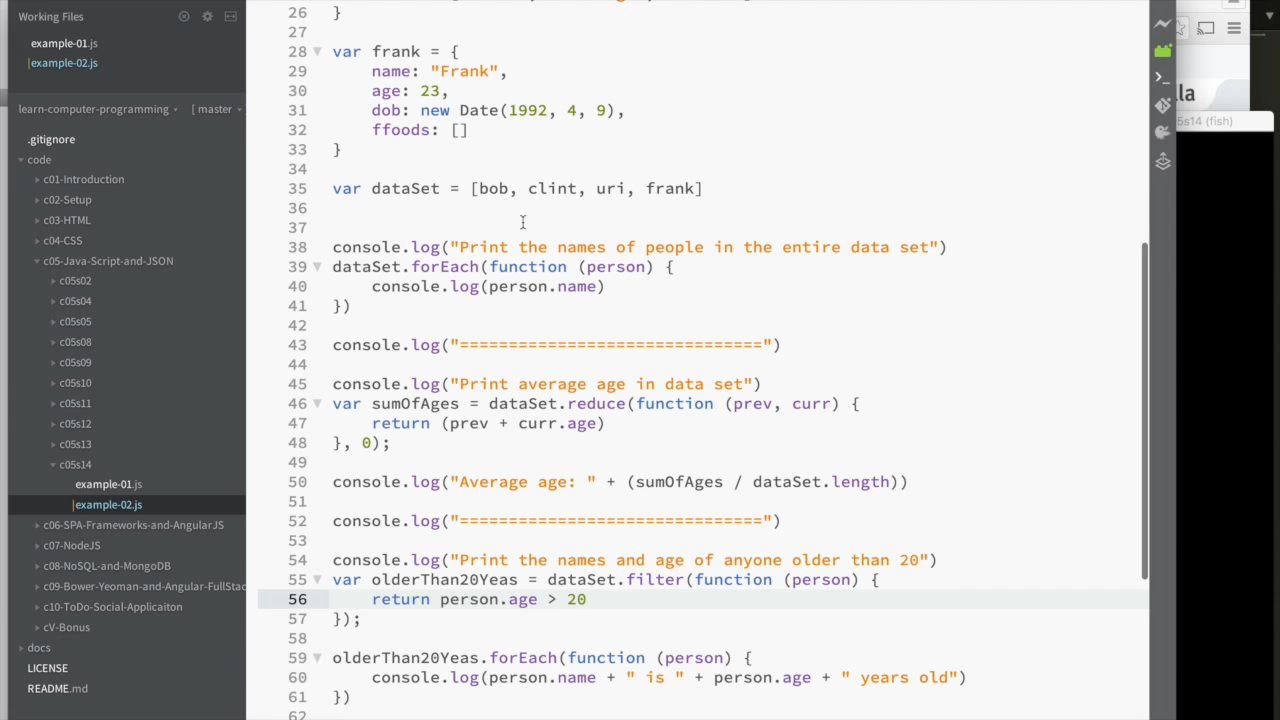 Working Files
example-01.js
example-02.js
learn-computer-programming
[ master
.gitignore
code
c01-Introduction
c02-Setup
c03-HTML
c04-CSS
c05-Java-Script-and-JSON
c05s02
c05s04
c05s05
c05s08
c05s09
c05s10
c05s11
c05s12
c05s13
c05s14
example-01.js
example-02.js
c06-SPA-Frameworks-and-AngularJS
c07-NodeJS
c08-NoSQL-and-MongoDB
c09-Bower-Yeoman-and-Angular-FullStac
c10-ToDo-Social-Applicaiton
cV-Bonus
docs
LICENSE
README.md
26 }
27
28 var frank = {
29 name: "Frank",
30 age: 23,
31 dob: new Date(1992, 4, 9),
32 ffoods: []
33 }
34
35 var dataSet = [bob, clint, uri, frank]
36
37
38 console.log("Print the names of people in the entire data set")
39 dataSet.forEach(function (person) {
40 console.log(person.name)
41 })
42
43 console.log("===============================")
44
45 console.log("Print average age in data set")
46 var sumOfAges = dataSet.reduce(function (prev, curr) {
47 return (prev + curr.age)
48 }, 0);
49
50 console.log("Average age: " + (sumOfAges / dataSet.length))
51
52 console.log("===============================")
53
54 console.log("Print the names and age of anyone older than 20")
55 var olderThan20Yeas = dataSet.filter(function (person) {
56 return person.age > 20
57 });
58
59 olderThan20Yeas.forEach(function (person) {
60 console.log(person.name + " is " + person.age + " years old")
61 })
62
lla
5s14 (fish)